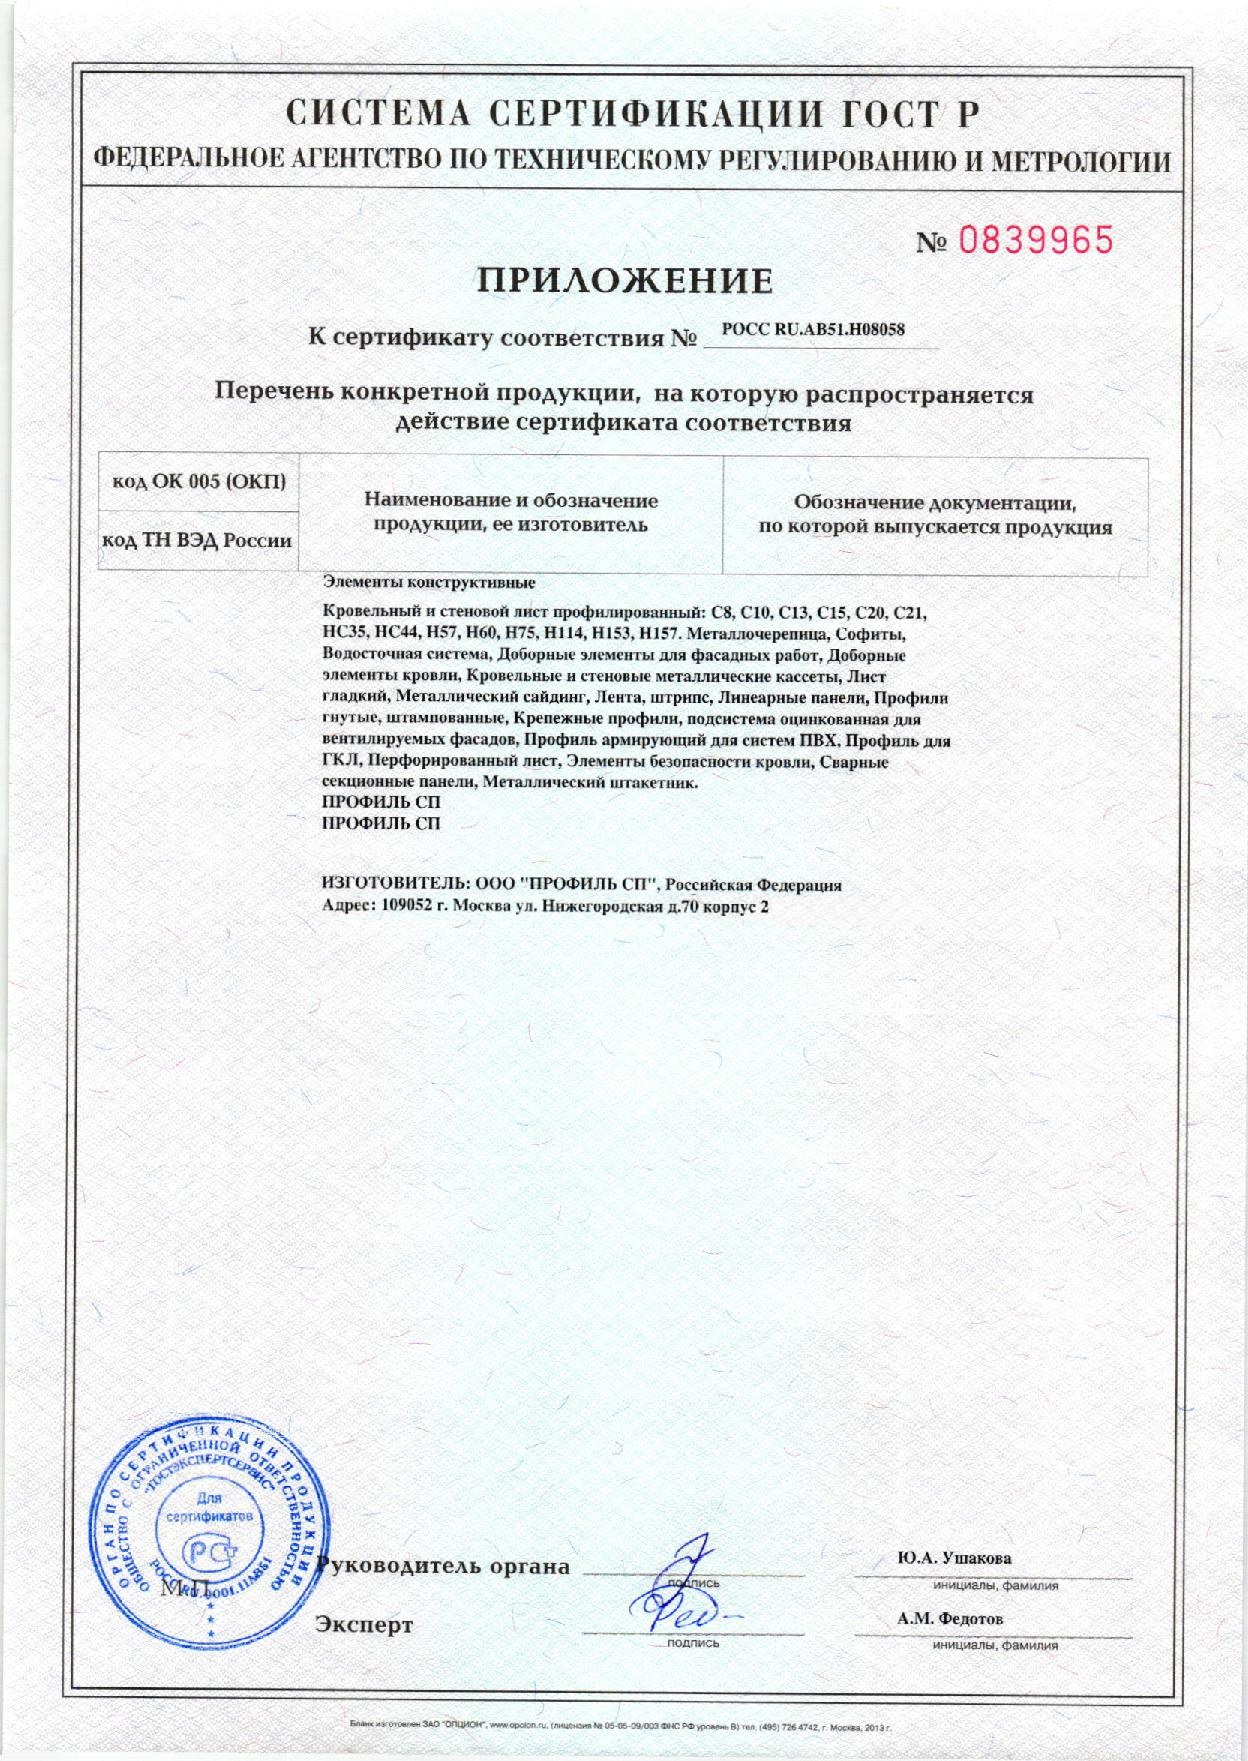 СИСТЕМА СЕРТИФИКАЦИИ ГОСТ Р
ФЕДЕРАЛЬНОЕ АГЕНТСТВО ПО ТЕХНИЧЕСКОМУ РЕГУЛИРОВАНИЮ И МЕТРОЛОГИИ
№ 0839965
ПРИЛОЖЕНИЕ
К сертификату соответствия № РОСС RU.АВ51.Н08058
Перечень конкретной продукции, на которую распространяется
действие сертификата соответствия
код ОК 005 (ОКП)
код ТН ВЭД России
Наименование и обозначение
продукции, ее изготовитель
Обозначение документации,
по которой выпускается продукция
Элементы конструктивные
Кровельный и стеновой лист профилированный: С8, С10, С13, С15, С20, С21,
НС35, НС44, Н57, Н60, Н75, Н114, Н153, Н157. Металлочерепица, Софиты,
Водосточная система, Доборные элементы для фасадных работ, Доборные
элементы кровли, Кровельные и стеновые металлические кассеты, Лист
гладкий, Металлический сайдинг, Лента, штрипс, Линеарные панели, Профили
гнутые, штампованные, Крепежные профили, подсистема оцинкованная для
вентилируемых фасадов, Профиль армирующий для систем ПВХ, Профиль для
ГКЛ, Перфорированный лист, Элементы безопасности кровли, Сварные
секционные панели, Металлический штакетник.
ПРОФИЛЬ СП
ПРОФИЛЬ СП
ИЗГОТОВИТЕЛЬ: ООО "ПРОФИЛЬ СП", Российская Федерация
Адрес: 109052 г. Москва ул. Нижегородская д.70 корпус 2
ОРГАН ПО СЕРТИФИКАЦИИ ПРОДУКЦИИ
ОБЩЕСТВО С ОГРАНИЧЕННОЙ ОТВЕТСТВЕННОСТЬЮ
"ГОСТЭКСПЕРТСЕРВИС"
Для
сертификатов
РСТ
РОСС RU.0001.11АВ51
М.П.
Руководитель органа
подпись
Ю.А. Ушакова
инициалы, фамилия
Эксперт
подпись
А.М. Федотов
инициалы, фамилия
Бланк изготовлен ЗАО "ОПЦИОН", www.opcion.ru, (лицензия № 05-05-09/003 ФНС РФ уровень В) тел. (495) 726 4742, г. Москва, 2013 г.